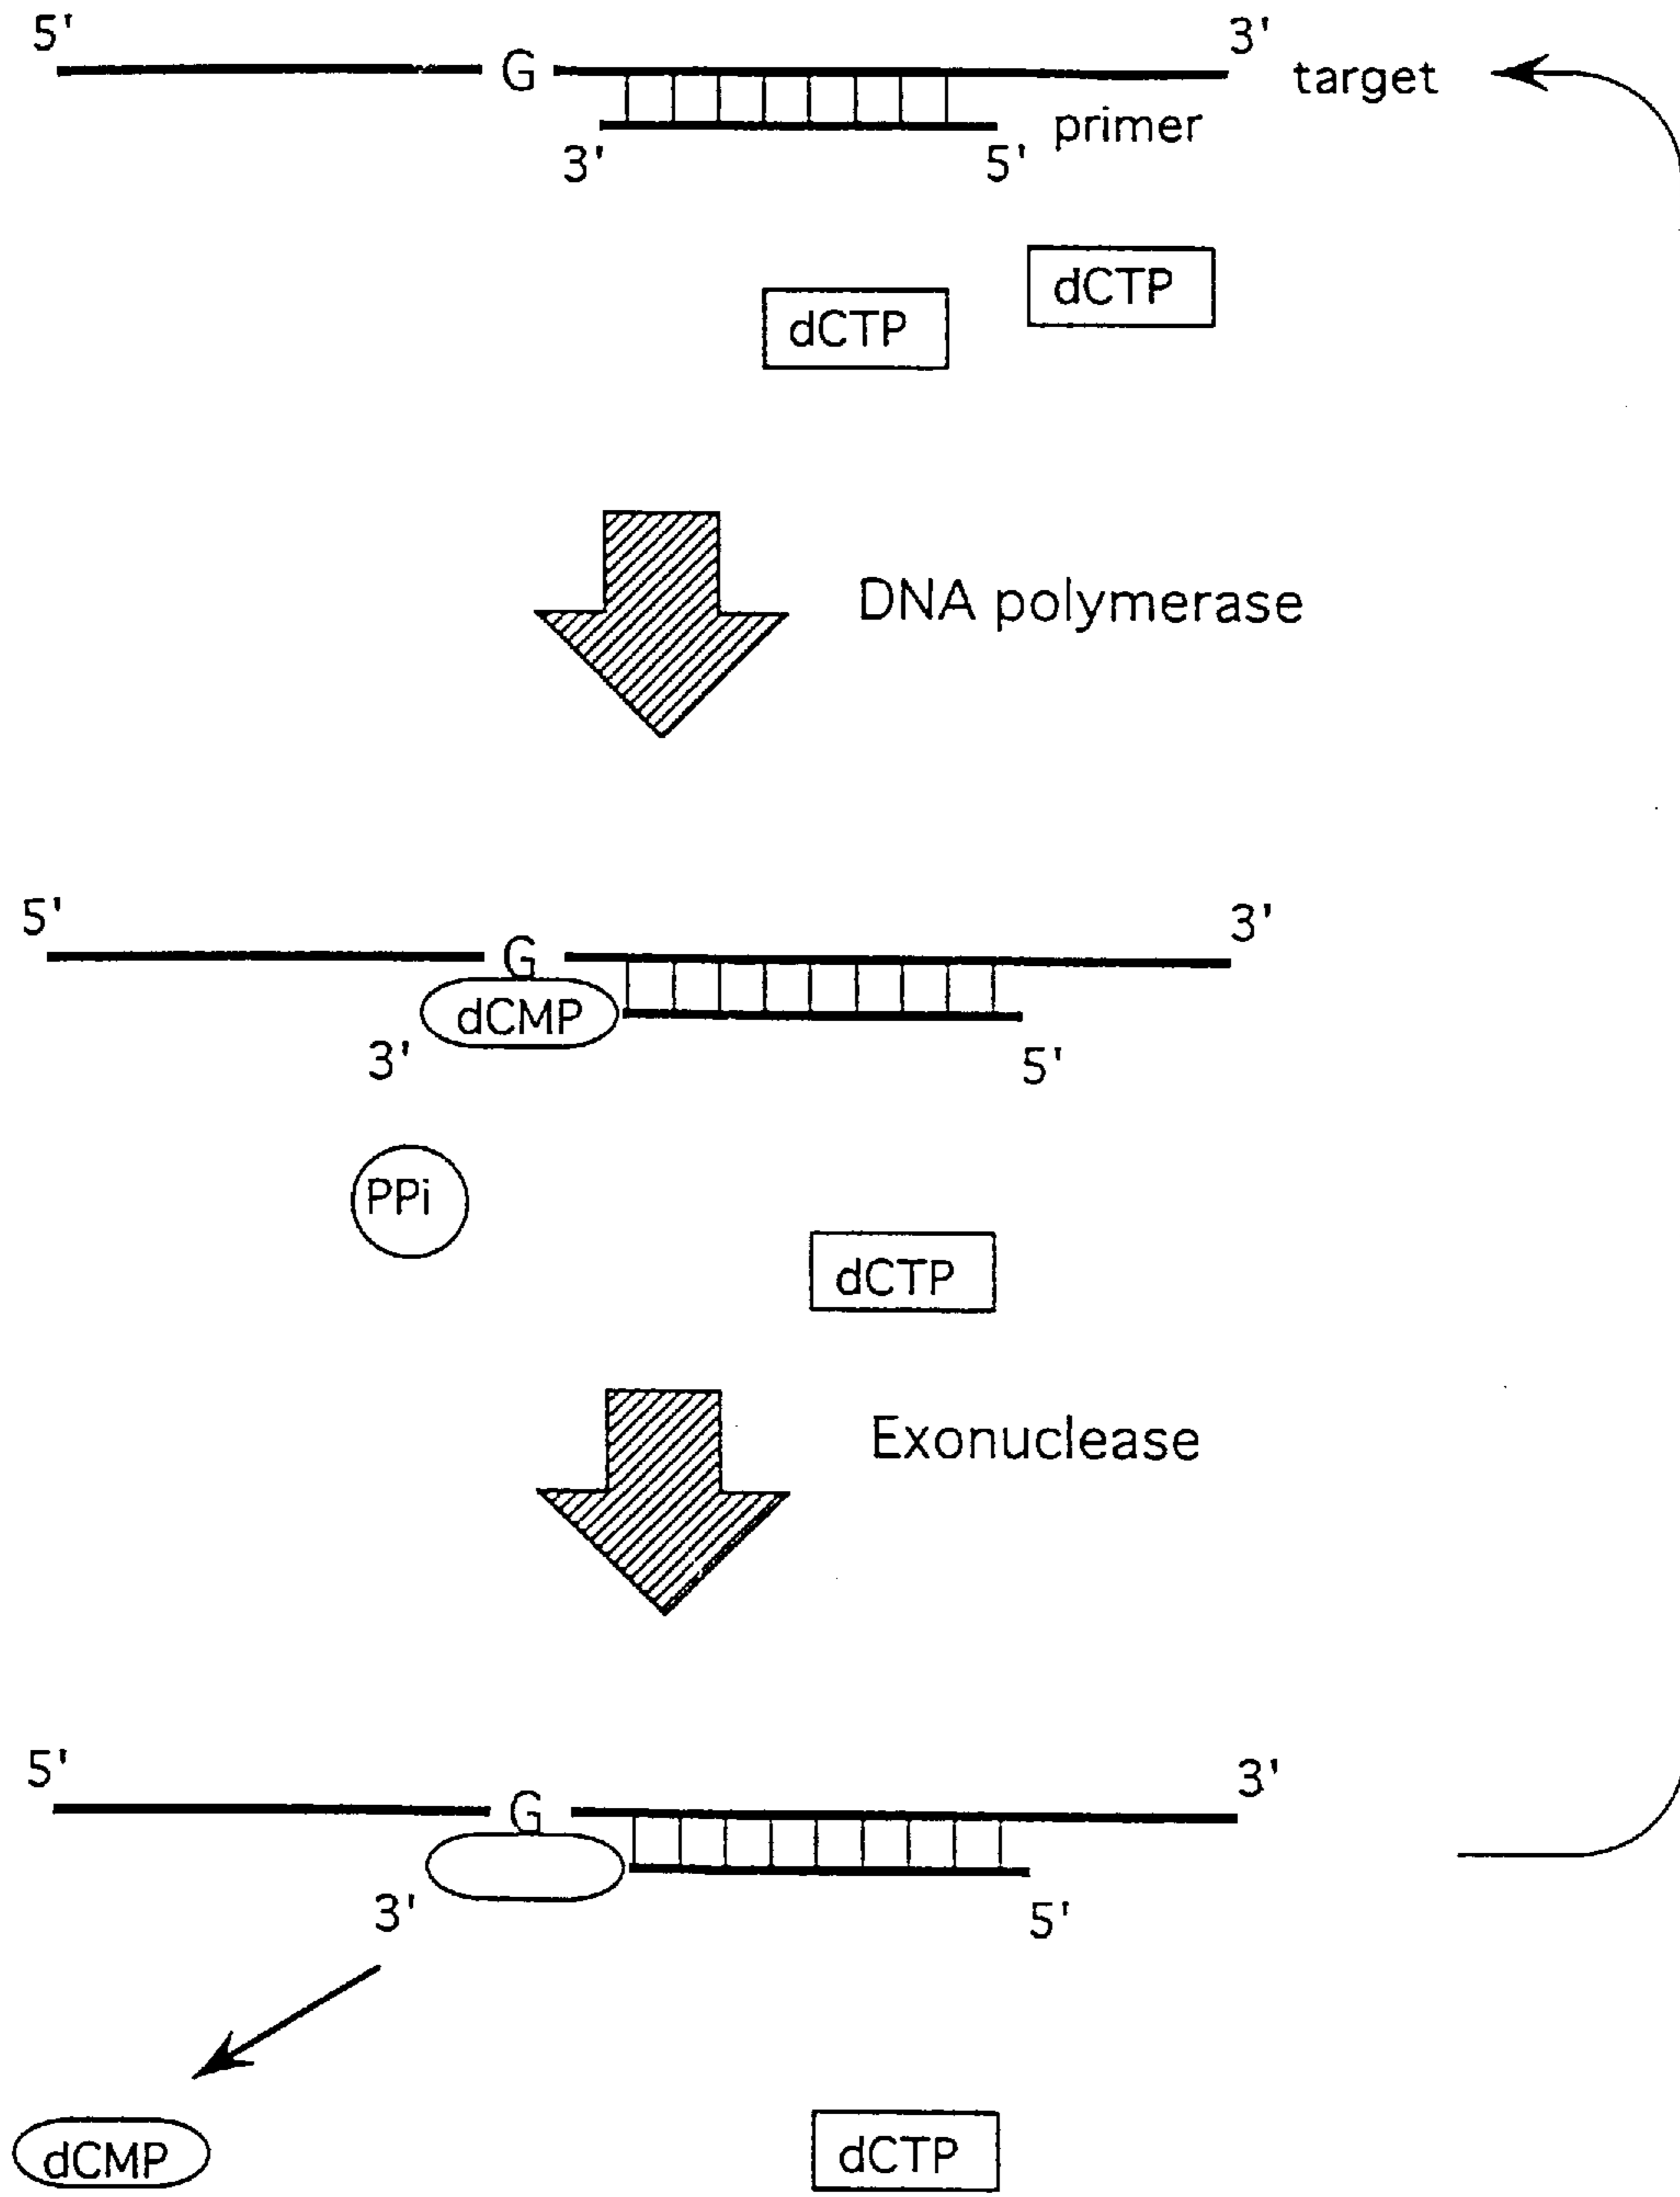 5' 3'
G target
primer
3' 5'
dCTP
dCTP
DNA polymerase
5' 3'
G
dCMP
3' 5'
PPi
dCTP
Exonuclease
5' 3'
G
3' 5'
dCMP dCTP